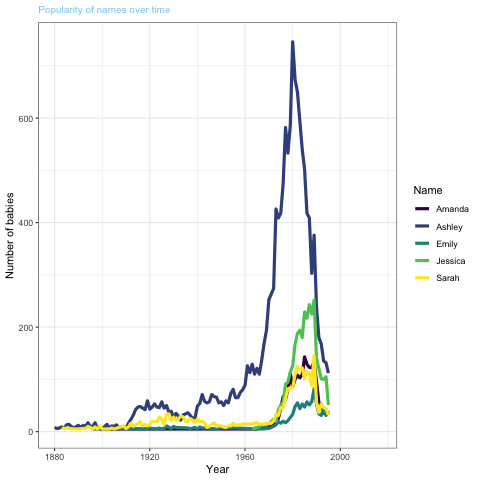 Popularity of names over time
600
400
200
0
Number of babies
1880
1920
1960
2000
Year
Name
Amanda
Ashley
Emily
Jessica
Sarah